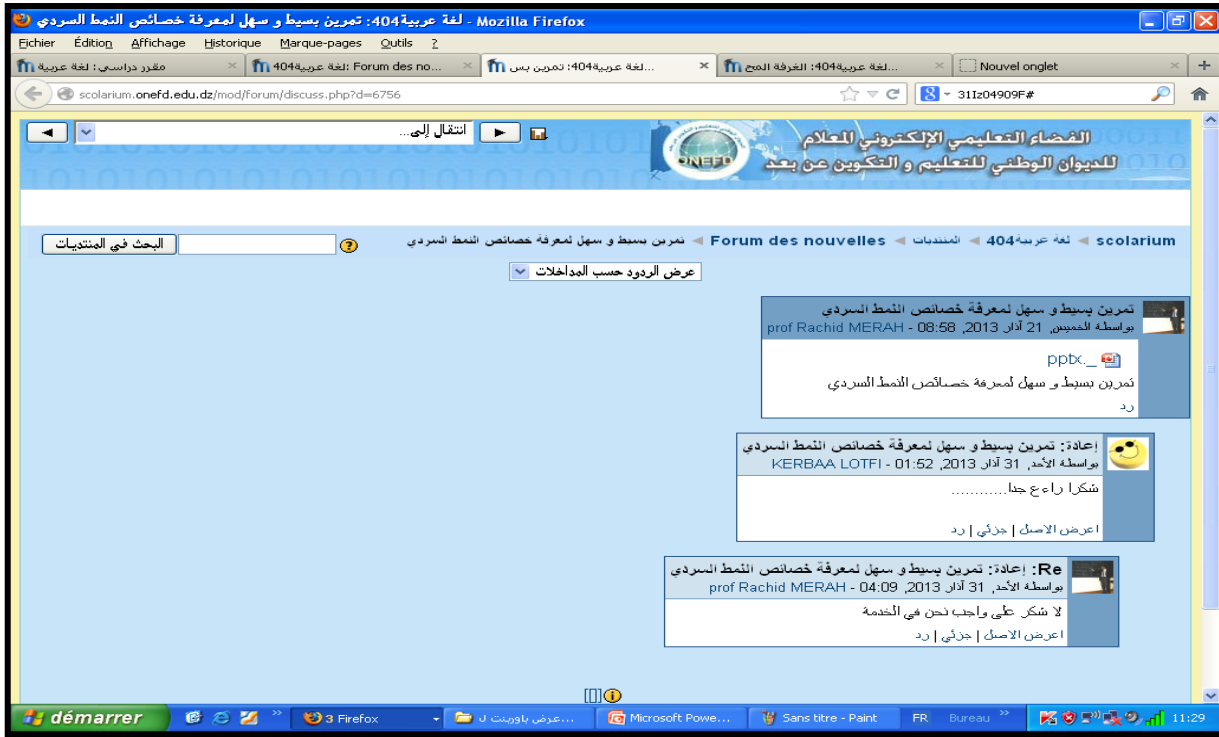 لغة عربية404: تمرين بسيط و سهل لمعرفة خصائص النمط السردي - Mozilla Firefox
Fichier Édition Affichage Historique Marque-pages Outils ?
مقرر دراسي: لغة عربية
لغة عربية404: Forum des no...
لغة عربية404: تمرين بس...
لغة عربية404: الغرفة المح...
Nouvel onglet
scolarium.onefd.edu.dz/mod/forum/discuss.php?d=6756
31Iz04909F#
انتقال إلى...
ONEFD
الفضاء التعليمي الإلكتروني للعلام
للديوان الوطني للتعليم و التكوين عن بعد
scolarium ◄ لغة عربية404 ◄ المنتديات ◄ Forum des nouvelles ◄ تمرين بسيط و سهل لمعرفة خصائص النمط السردي
البحث في المنتديات
عرض الردود حسب المداخلات
تمرين بسيط و سهل لمعرفة خصائص النمط السردي
بواسطة الخميس, 21 آذار 2013, 08:58 - prof Rachid MERAH
_.pptx
تمرين بسيط و سهل لمعرفة خصائص النمط السردي
رد
إعادة: تمرين بسيط و سهل لمعرفة خصائص النمط السردي
بواسطة الأحد, 31 آذار 2013, 01:52 - KERBAA LOTFI
شكرا راءع جدا............
اعرض الاصل | جزئي | رد
Re: إعادة: تمرين بسيط و سهل لمعرفة خصائص النمط السردي
بواسطة الأحد, 31 آذار 2013, 04:09 - prof Rachid MERAH
لا شكر على واجب نحن في الخدمة
اعرض الاصل | جزئي | رد
[[]]
démarrer
3 Firefox
عرض باوربنت ل...
Microsoft Powe...
Sans titre - Paint
FR
Bureau
11:29